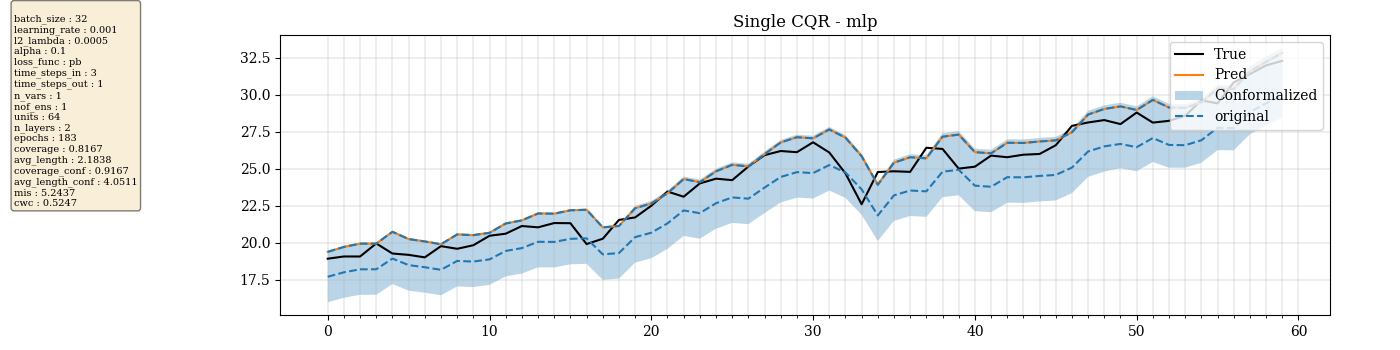 batch_size : 32
learning_rate : 0.001
l2_lambda : 0.0005
alpha : 0.1
loss_func : pb
time_steps_in : 3
time_steps_out : 1
n_vars : 1
nof_ens : 1
units : 64
n_layers : 2
epochs : 183
coverage : 0.8167
avg_length : 2.1838
coverage_conf : 0.9167
avg_length_conf : 4.0511
mis : 5.2437
cwc : 0.5247
Single CQR - mlp
32.5
30.0
27.5
25.0
22.5
20.0
17.5
True
Pred
Conformalized
original
0 10 20 30 40 50 60